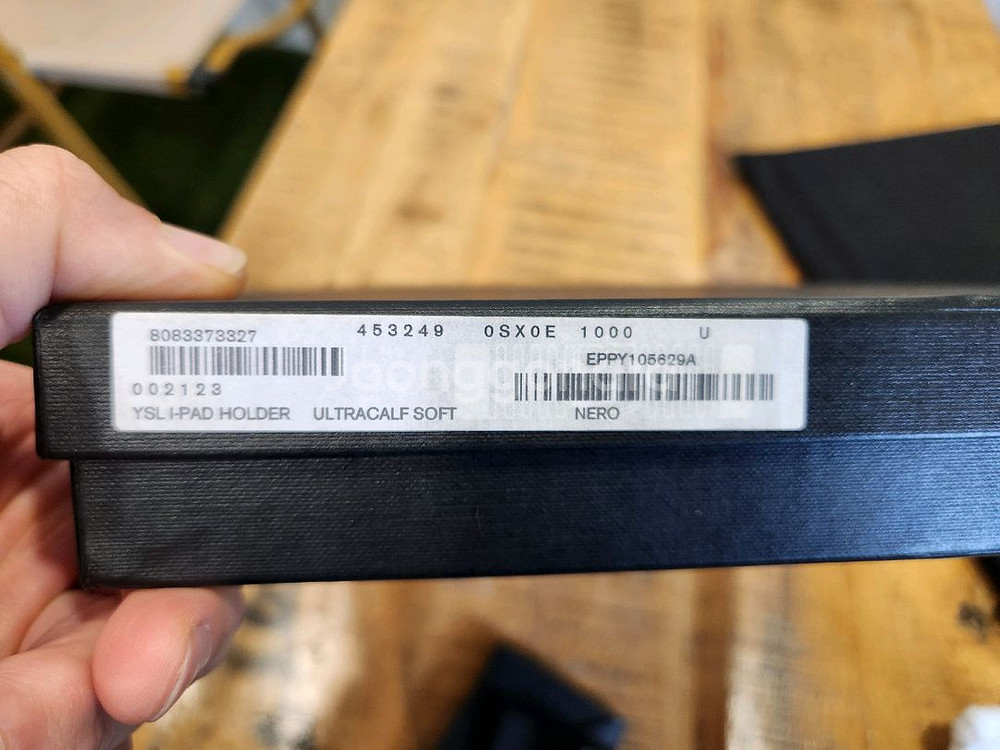 8083373327 453249 0SX0E 1000 U
EPPY105629A
002123
YSL I-PAD HOLDER ULTRACALF SOFT NERO